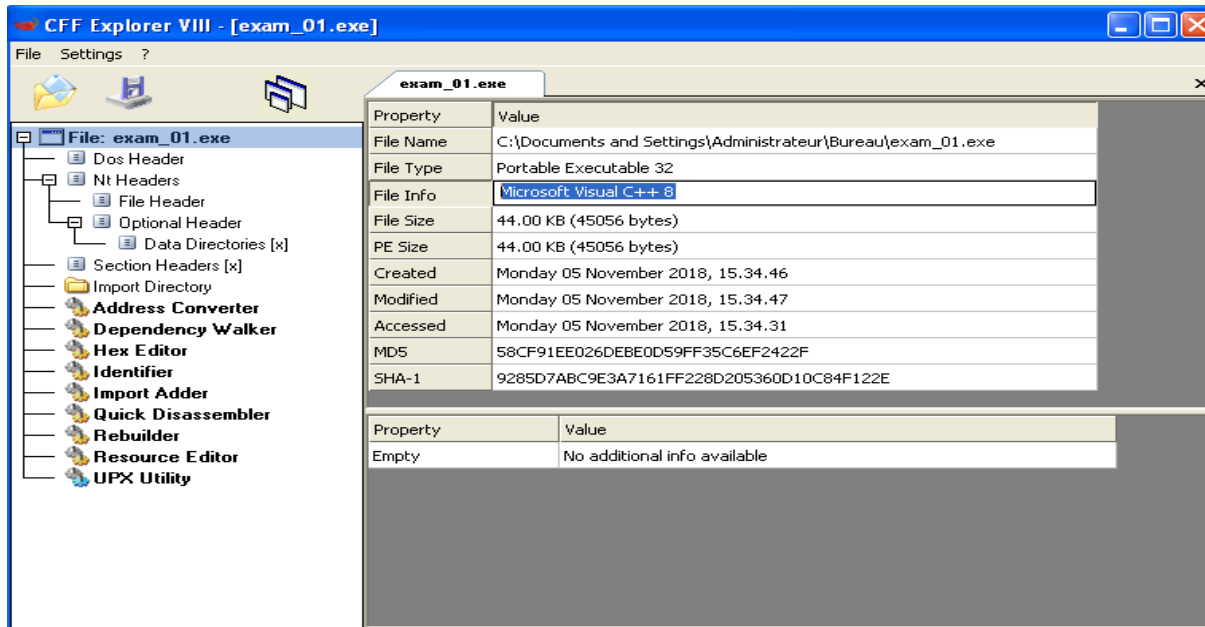 CFF Explorer VIII - [exam_01.exe]
File Settings ?
exam_01.exe
File: exam_01.exe
Dos Header
Nt Headers
File Header
Optional Header
Data Directories [x]
Section Headers [x]
Import Directory
Address Converter
Dependency Walker
Hex Editor
Identifier
Import Adder
Quick Disassembler
Rebuilder
Resource Editor
UPX Utility
Property Value
File Name C:\Documents and Settings\Administrateur\Bureau\exam_01.exe
File Type Portable Executable 32
File Info Microsoft Visual C++ 8
File Size 44.00 KB (45056 bytes)
PE Size 44.00 KB (45056 bytes)
Created Monday 05 November 2018, 15.34.46
Modified Monday 05 November 2018, 15.34.47
Accessed Monday 05 November 2018, 15.34.31
MD5 58CF91EE026DEBE0D59FF35C6EF2422F
SHA-1 9285D7ABC9E3A7161FF228D205360D10C84F122E
Property Value
Empty No additional info available